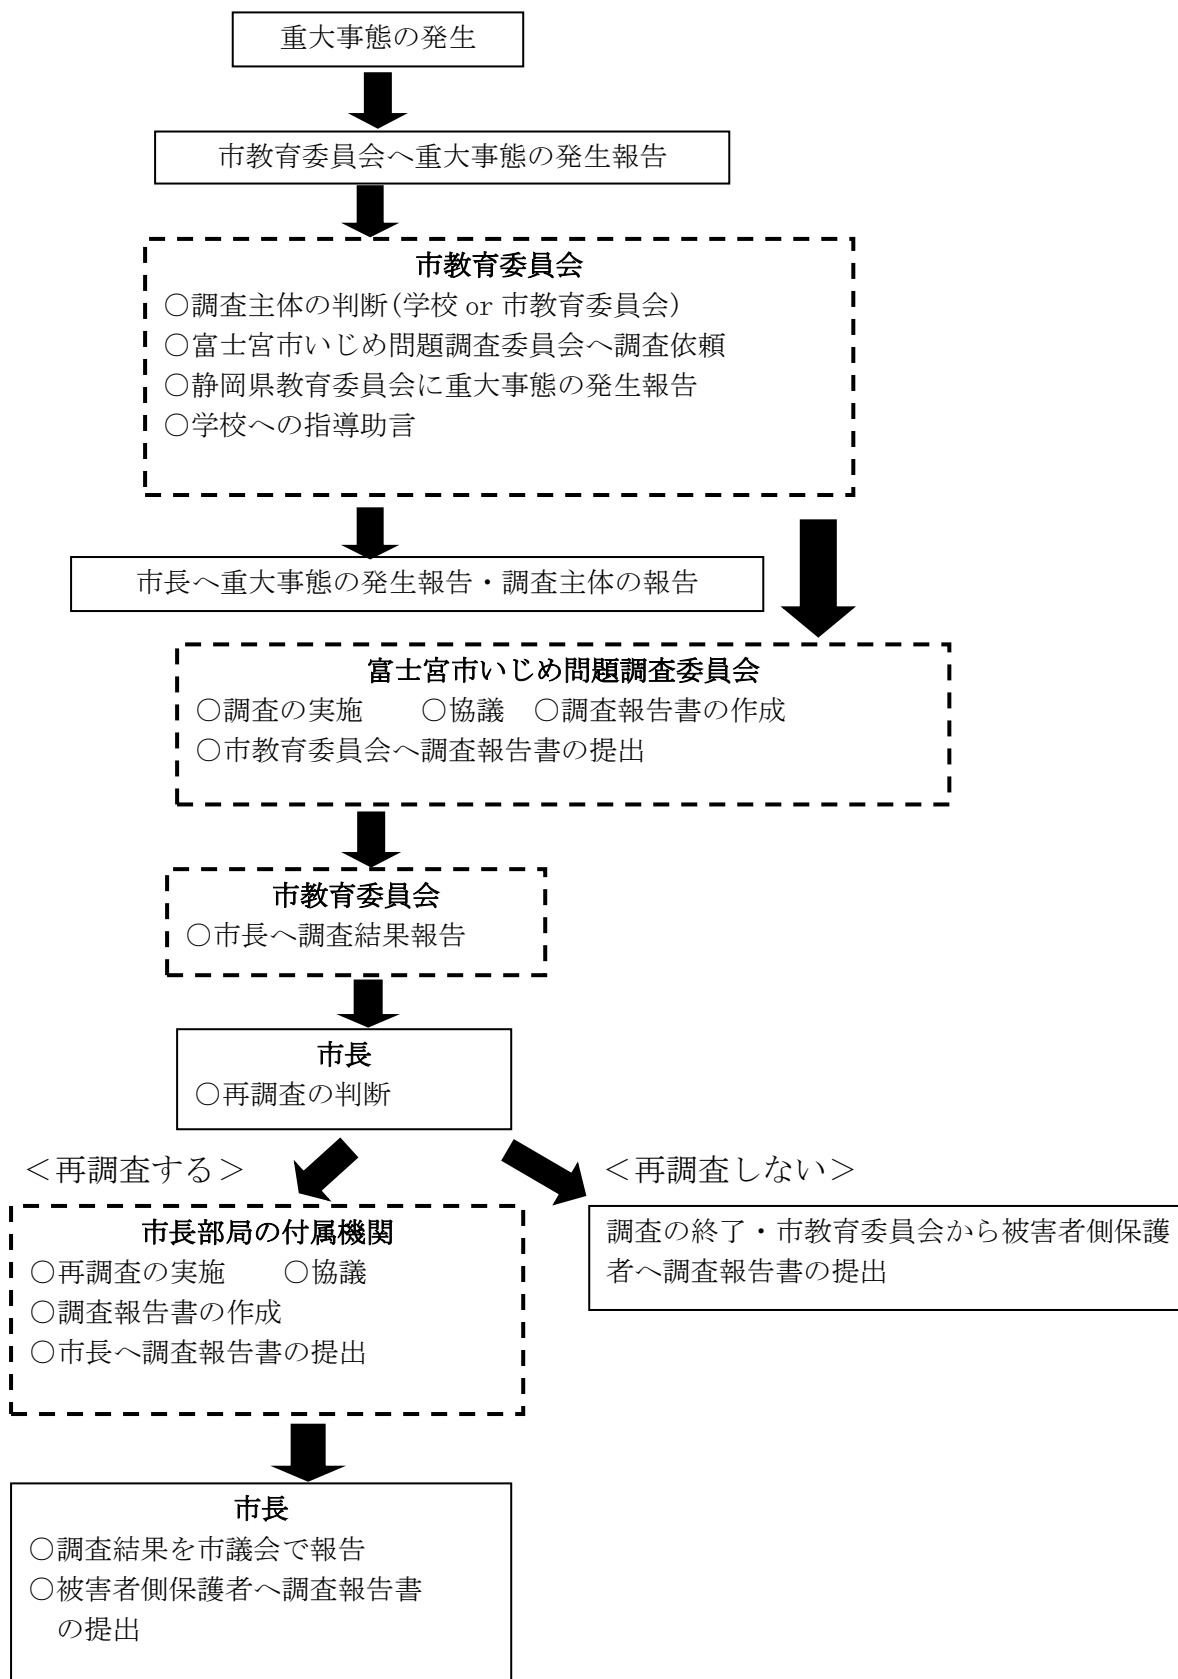 重大事態の発生
市教育委員会へ重大事態の発生報告
市教育委員会
○調査主体の判断(学校 or 市教育委員会)
○富士宮市いじめ問題調査委員会へ調査依頼
○静岡県教育委員会に重大事態の発生報告
○学校への指導助言
市長へ重大事態の発生報告・調査主体の報告
富士宮市いじめ問題調査委員会
○調査の実施　　○協議　○調査報告書の作成
○市教育委員会へ調査報告書の提出
市教育委員会
○市長へ調査結果報告
市長
○再調査の判断
＜再調査する＞
＜再調査しない＞
市長部局の付属機関
○再調査の実施　　○協議
○調査報告書の作成
○市長へ調査報告書の提出
調査の終了・市教育委員会から被害者側保護
者へ調査報告書の提出
市長
○調査結果を市議会で報告
○被害者側保護者へ調査報告書
の提出